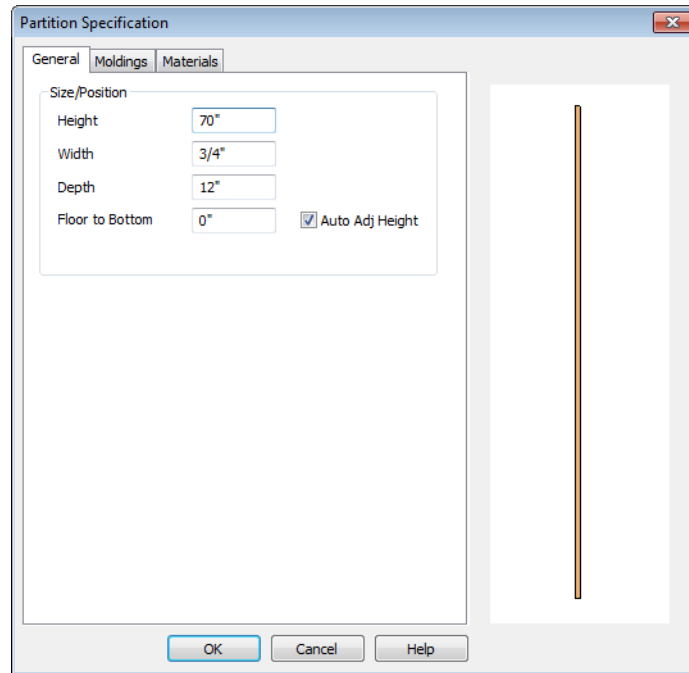 Partition Specification
General Moldings Materials
Size/Position
Height 70"
Width 3/4"
Depth 12"
Floor to Bottom 0" Auto Adj Height
OK Cancel Help